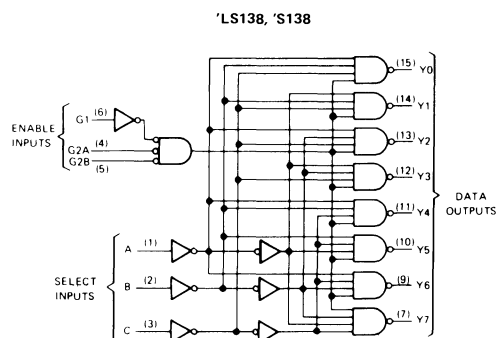 'LS138, 'S138
(15) Y0
(14) Y1
(13) Y2
(12) Y3
(11) Y4
(10) Y5
(9) Y6
(7) Y7
DATA
OUTPUTS
ENABLE
INPUTS
G1 (6)
G2A (4)
G2B (5)
SELECT
INPUTS
A (1)
B (2)
C (3)